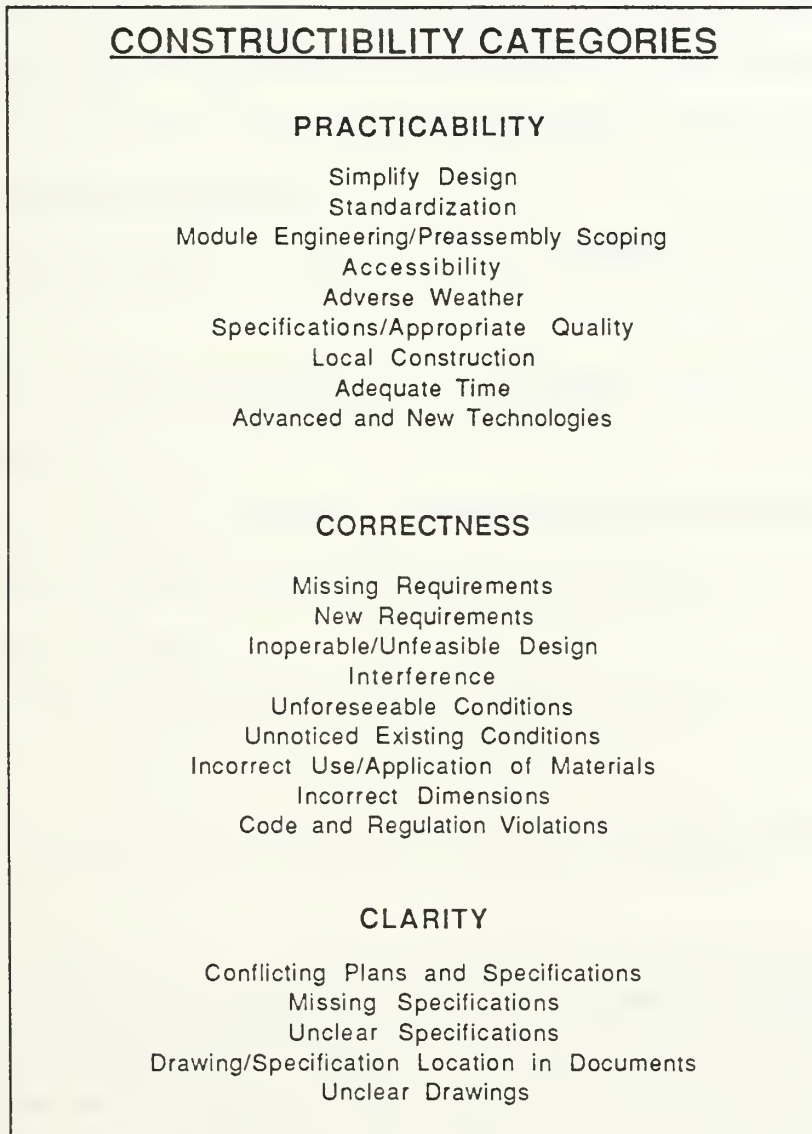 CONSTRUCTIBILITY CATEGORIES
PRACTICABILITY
Simplify Design
Standardization
Module Engineering/Preassembly Scoping
Accessibility
Adverse Weather
Specifications/Appropriate Quality
Local Construction
Adequate Time
Advanced and New Technologies
CORRECTNESS
Missing Requirements
New Requirements
Inoperable/Unfeasible Design
Interference
Unforeseeable Conditions
Unnoticed Existing Conditions
Incorrect Use/Application of Materials
Incorrect Dimensions
Code and Regulation Violations
CLARITY
Conflicting Plans and Specifications
Missing Specifications
Unclear Specifications
Drawing/Specification Location in Documents
Unclear Drawings